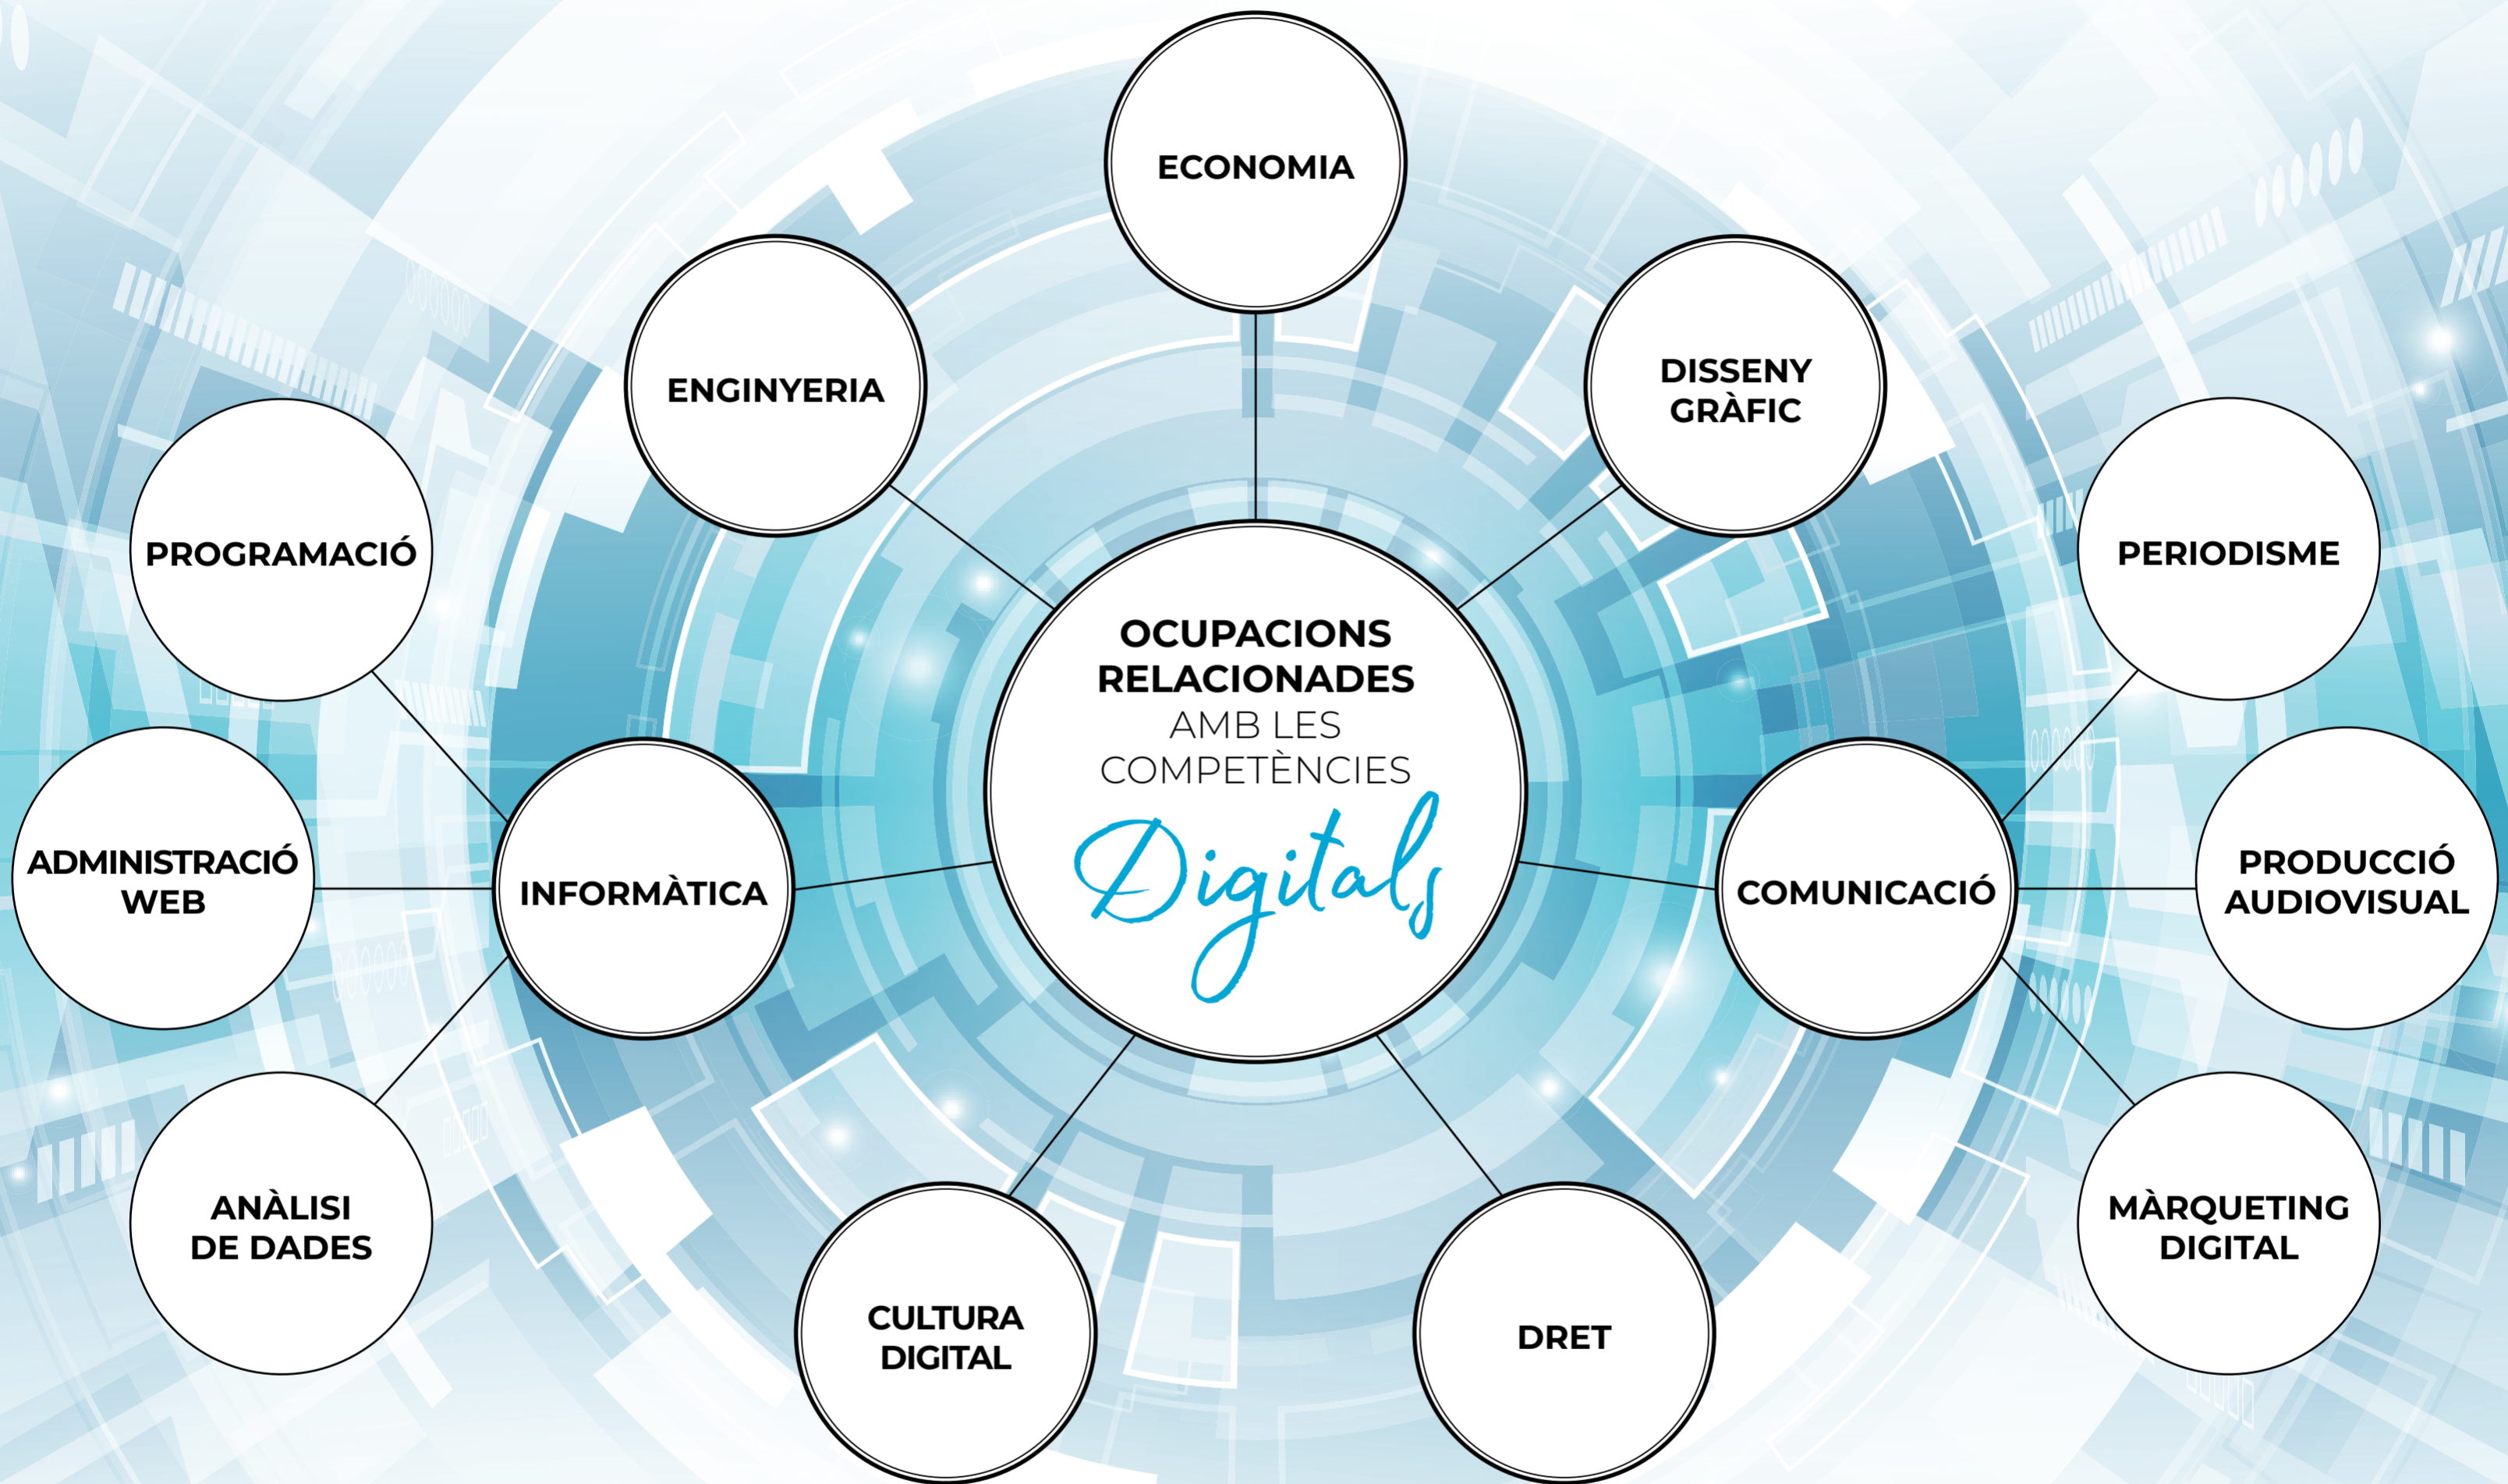 ECONOMIA
ENGINYERIA
DISSENY
GRÀFIC
PROGRAMACIÓ
PERIODISME
OCUPACIONS
RELACIONADES
AMB LES
COMPETÈNCIES
Digitals
ADMINISTRACIÓ
WEB
INFORMÀTICA
COMUNICACIÓ
PRODUCCIÓ
AUDIOVISUAL
ANÀLISI
DE DADES
MÀRQUETING
DIGITAL
CULTURA
DIGITAL
DRET